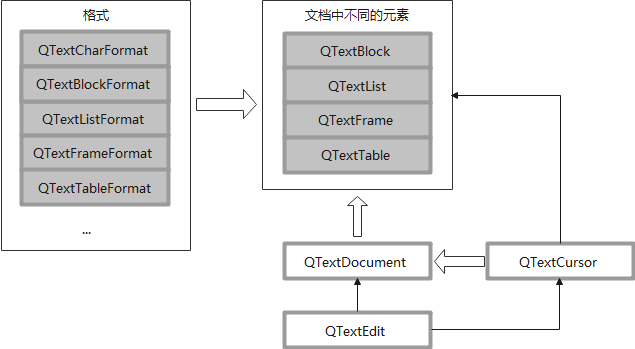 格式
QTextCharFormat
QTextBlockFormat
QTextListFormat
QTextFrameFormat
QTextTableFormat
...
文档中不同的元素
QTextBlock
QTextList
QTextFrame
QTextTable
QTextDocument
QTextCursor
QTextEdit